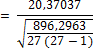 = 20,37037 / √(896,2963 / 27 (27 − 1))